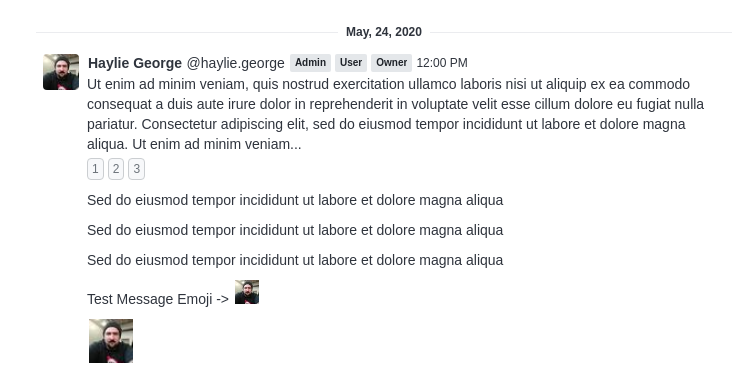 May, 24, 2020
Haylie George @haylie.george Admin User Owner 12:00 PM
Ut enim ad minim veniam, quis nostrud exercitation ullamco laboris nisi ut aliquip ex ea commodo
consequat a duis aute irure dolor in reprehenderit in voluptate velit esse cillum dolore eu fugiat nulla
pariatur. Consectetur adipiscing elit, sed do eiusmod tempor incididunt ut labore et dolore magna
aliqua. Ut enim ad minim veniam...
1 2 3
Sed do eiusmod tempor incididunt ut labore et dolore magna aliqua
Sed do eiusmod tempor incididunt ut labore et dolore magna aliqua
Sed do eiusmod tempor incididunt ut labore et dolore magna aliqua
Test Message Emoji ->